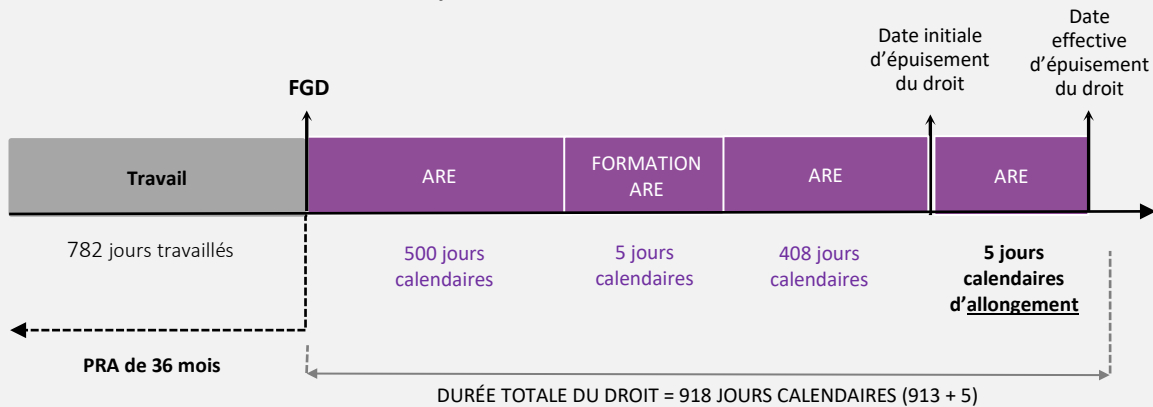 Date initiale
d’épuisement
du droit
Date
effective
d’épuisement
du droit
FGD
Travail
ARE
FORMATION
ARE
ARE
ARE
782 jours travaillés
500 jours
calendaires
5 jours
calendaires
408 jours
calendaires
5 jours
calendaires
d’allongement
PRA de 36 mois
DURÉE TOTALE DU DROIT = 918 JOURS CALENDAIRES (913 + 5)